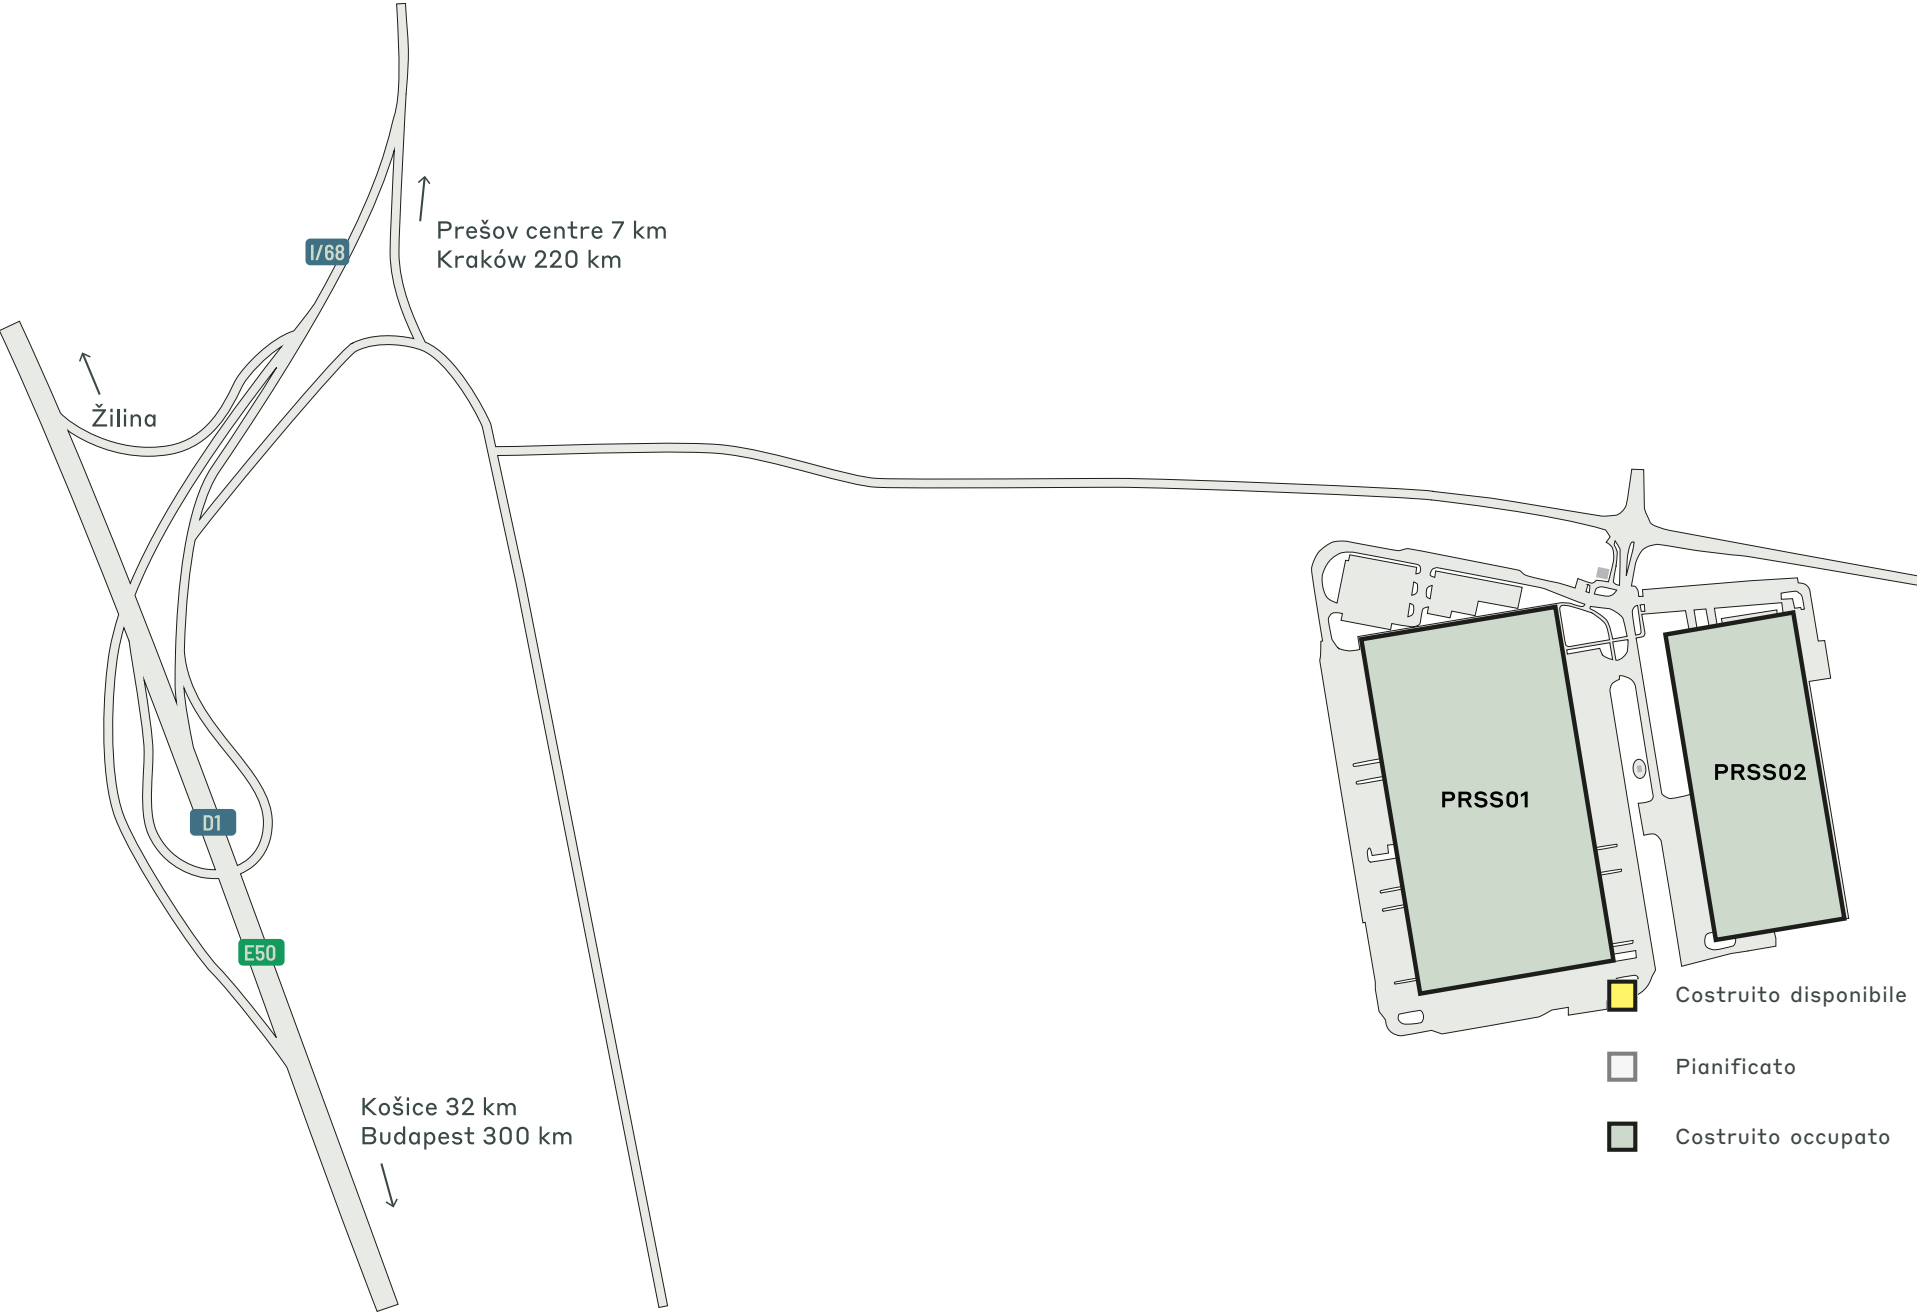 I/68
Prešov centre 7 km
Kraków 220 km
Žilina
PRSS01
PRSS02
D1
E50
Costruito disponibile
Pianificato
Costruito occupato
Košice 32 km
Budapest 300 km